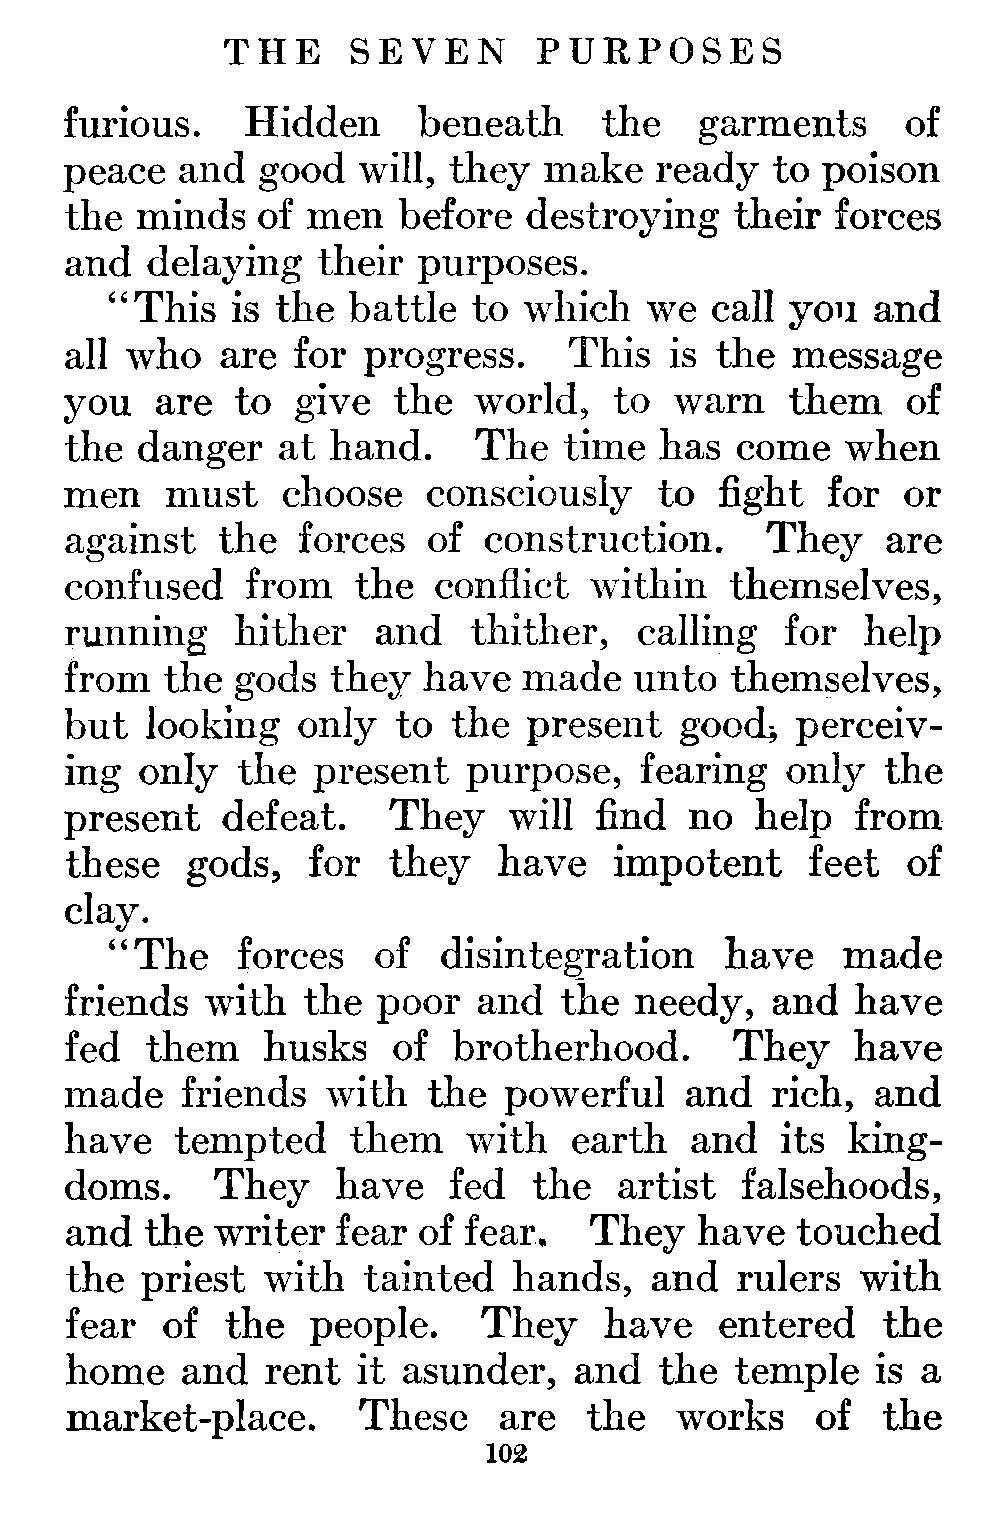 THE SEVEN PURPOSES
furious. Hidden beneath the garments of
peace and good will, they make ready to poison
the minds of men before destroying their forces
and delaying their purposes.
“This is the battle to which we call you and
all who are for progress. This is the message
you are to give the world, to warn them of
the danger at hand. The time has come when
men must choose consciously to fight for or
against the forces of construction. They are
confused from the conflict within themselves,
running hither and thither, calling for help
from the gods they have made unto themselves,
but looking only to the present good; perceiv-
ing only the present purpose, fearing only the
present defeat. They will find no help from
these gods, for they have impotent feet of
clay.
“The forces of disintegration have made
friends with the poor and the needy, and have
fed them husks of brotherhood. They have
made friends with the powerful and rich, and
have tempted them with earth and its king-
doms. They have fed the artist falsehoods,
and the writer fear of fear. They have touched
the priest with tainted hands, and rulers with
fear of the people. They have entered the
home and rent it asunder, and the temple is a
market-place. These are the works of the
102